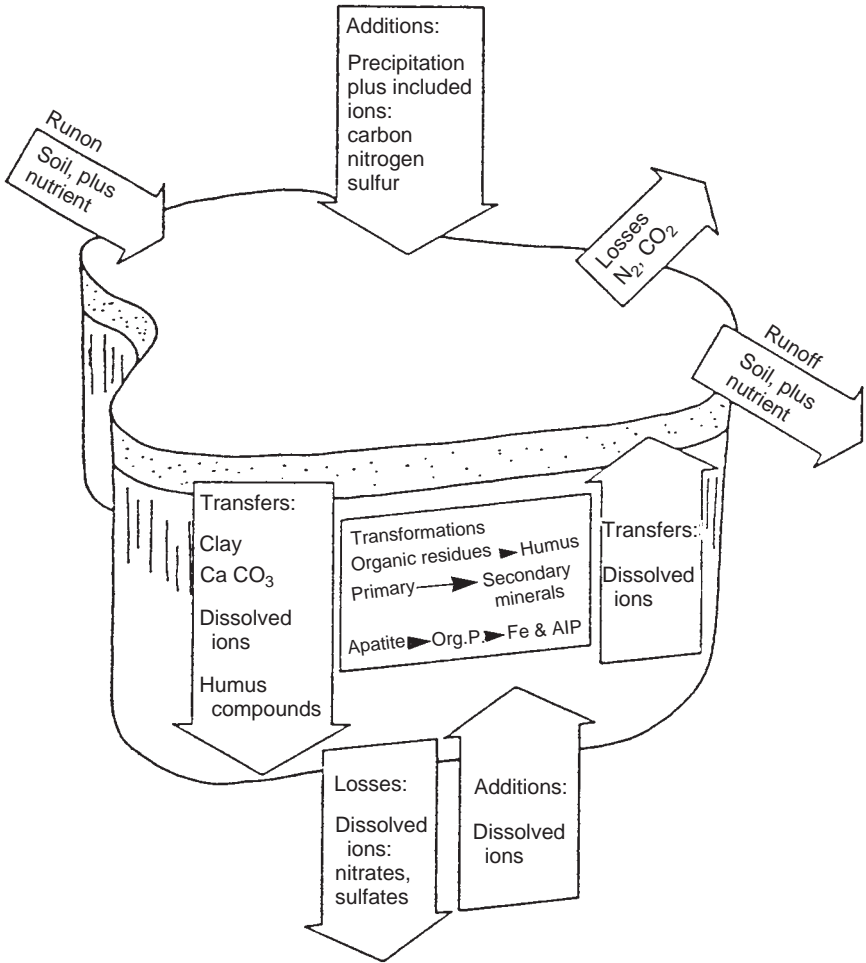 Additions:
Precipitation
plus included
ions:
carbon
nitrogen
sulfur
Runon
Soil, plus
nutrient
Losses
N₂, CO₂
Runoff
Soil, plus
nutrient
Transfers:
Clay
Ca CO₃
Dissolved
ions
Humus
compounds
Transformations
Organic residues ► Humus
Primary → Secondary
minerals
Apatite ► Org.P. ► Fe & AlP
Transfers:
Dissolved
ions
Losses:
Dissolved
ions:
nitrates,
sulfates
Additions:
Dissolved
ions